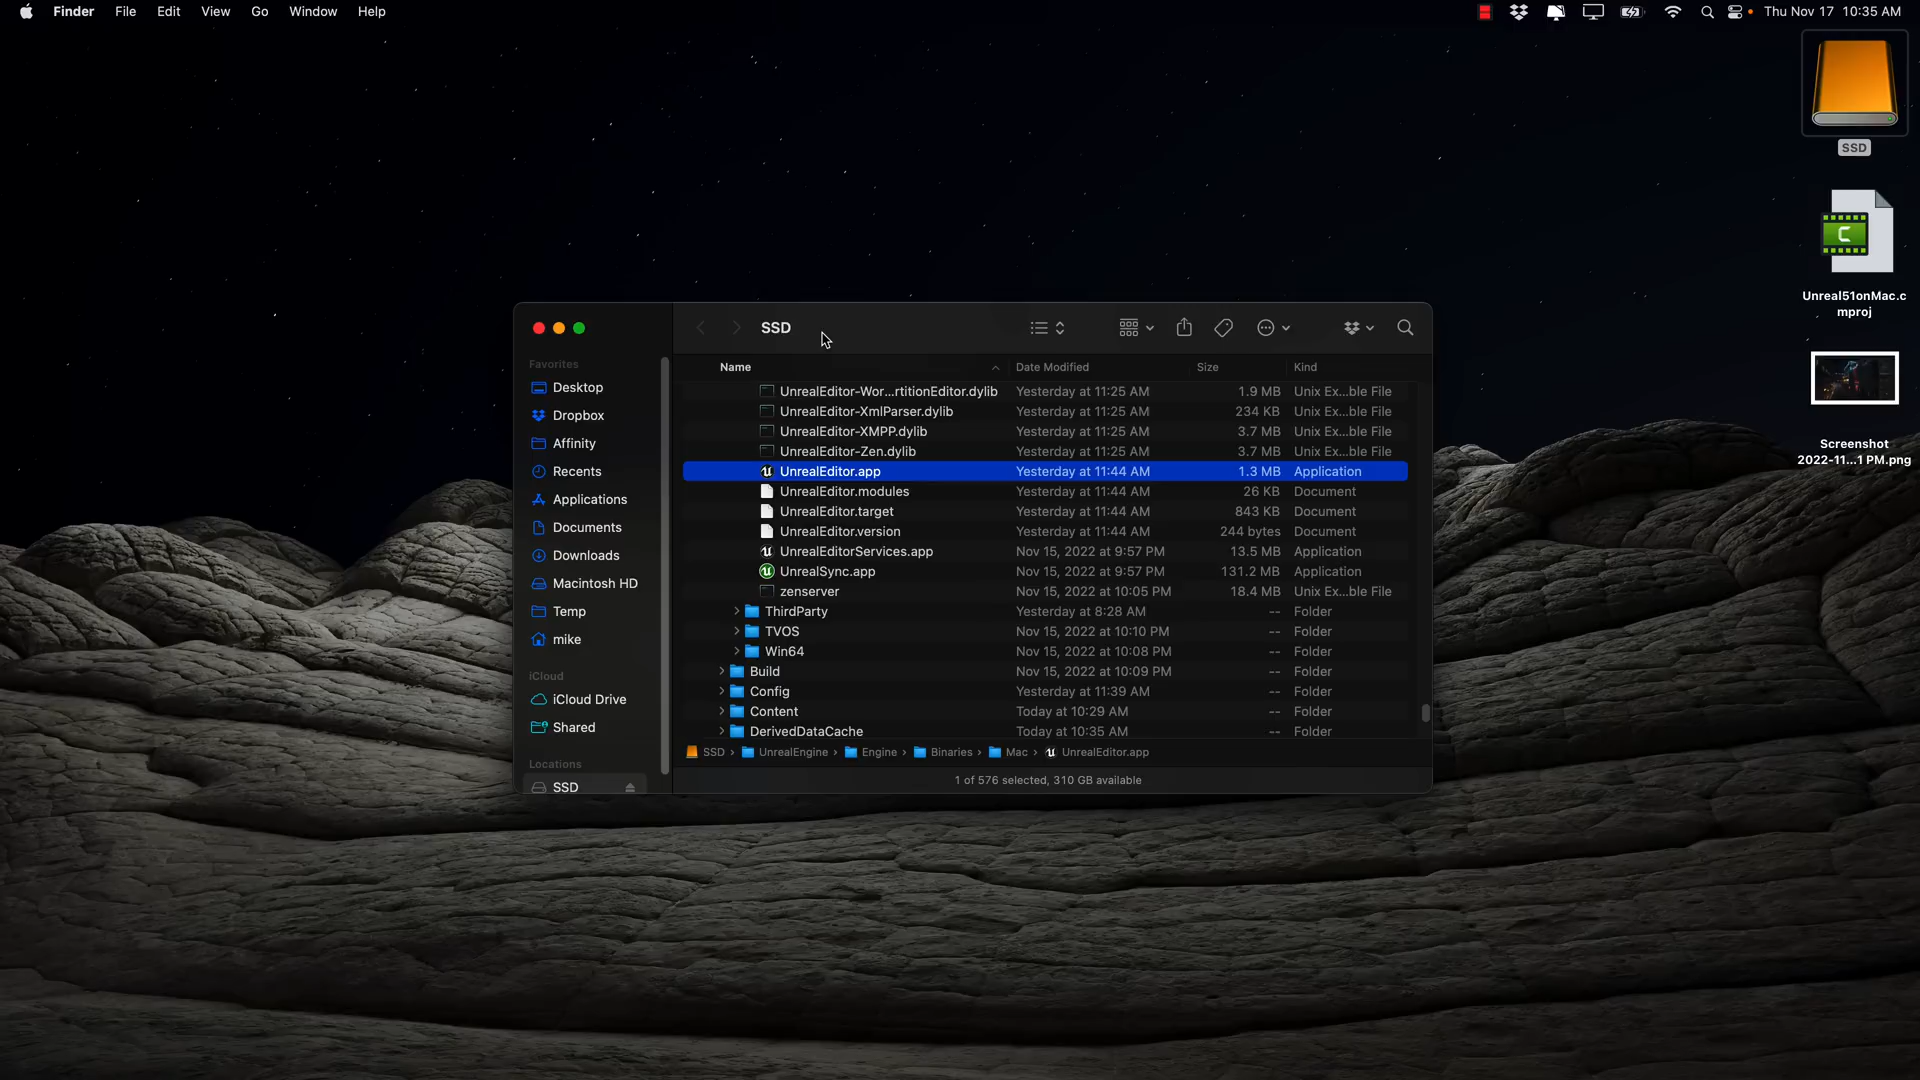 Finder File Edit View Go Window Help
Thu Nov 17 10:35 AM
SSD
Unreal51onMac.c
mproj
Screenshot
2022-11...1 PM.png
SSD
Favorites
Desktop
Dropbox
Affinity
Recents
Applications
Documents
Downloads
Macintosh HD
Temp
mike
iCloud
iCloud Drive
Shared
Locations
SSD
Name Date Modified Size Kind
UnrealEditor-Wor...rtitionEditor.dylib Yesterday at 11:25 AM 1.9 MB Unix Ex...ble File
UnrealEditor-XmlParser.dylib Yesterday at 11:25 AM 234 KB Unix Ex...ble File
UnrealEditor-XMPP.dylib Yesterday at 11:25 AM 3.7 MB Unix Ex...ble File
UnrealEditor-Zen.dylib Yesterday at 11:25 AM 3.7 MB Unix Ex...ble File
UnrealEditor.app Yesterday at 11:44 AM 1.3 MB Application
UnrealEditor.modules Yesterday at 11:44 AM 26 KB Document
UnrealEditor.target Yesterday at 11:44 AM 843 KB Document
UnrealEditor.version Yesterday at 11:44 AM 244 bytes Document
UnrealEditorServices.app Nov 15, 2022 at 9:57 PM 13.5 MB Application
UnrealSync.app Nov 15, 2022 at 9:57 PM 131.2 MB Application
zenserver Nov 15, 2022 at 10:05 PM 18.4 MB Unix Ex...ble File
ThirdParty Yesterday at 8:28 AM -- Folder
TVOS Nov 15, 2022 at 10:10 PM -- Folder
Win64 Nov 15, 2022 at 10:08 PM -- Folder
Build Nov 15, 2022 at 10:09 PM -- Folder
Config Yesterday at 11:39 AM -- Folder
Content Today at 10:29 AM -- Folder
DerivedDataCache Today at 10:35 AM -- Folder
SSD › UnrealEngine › Engine › Binaries › Mac › UnrealEditor.app
1 of 576 selected, 310 GB available